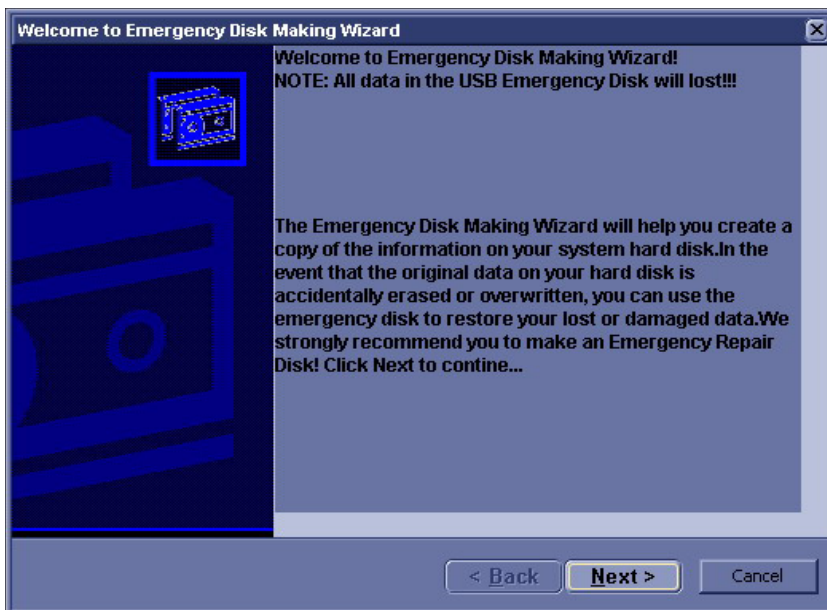 Welcome to Emergency Disk Making Wizard
Welcome to Emergency Disk Making Wizard!
NOTE: All data in the USB Emergency Disk will lost!!!
The Emergency Disk Making Wizard will help you create a
copy of the information on your system hard disk.In the
event that the original data on your hard disk is
accidentally erased or overwritten, you can use the
emergency disk to restore your lost or damaged data.We
strongly recommend you to make an Emergency Repair
Disk! Click Next to contine...
< Back
Next >
Cancel